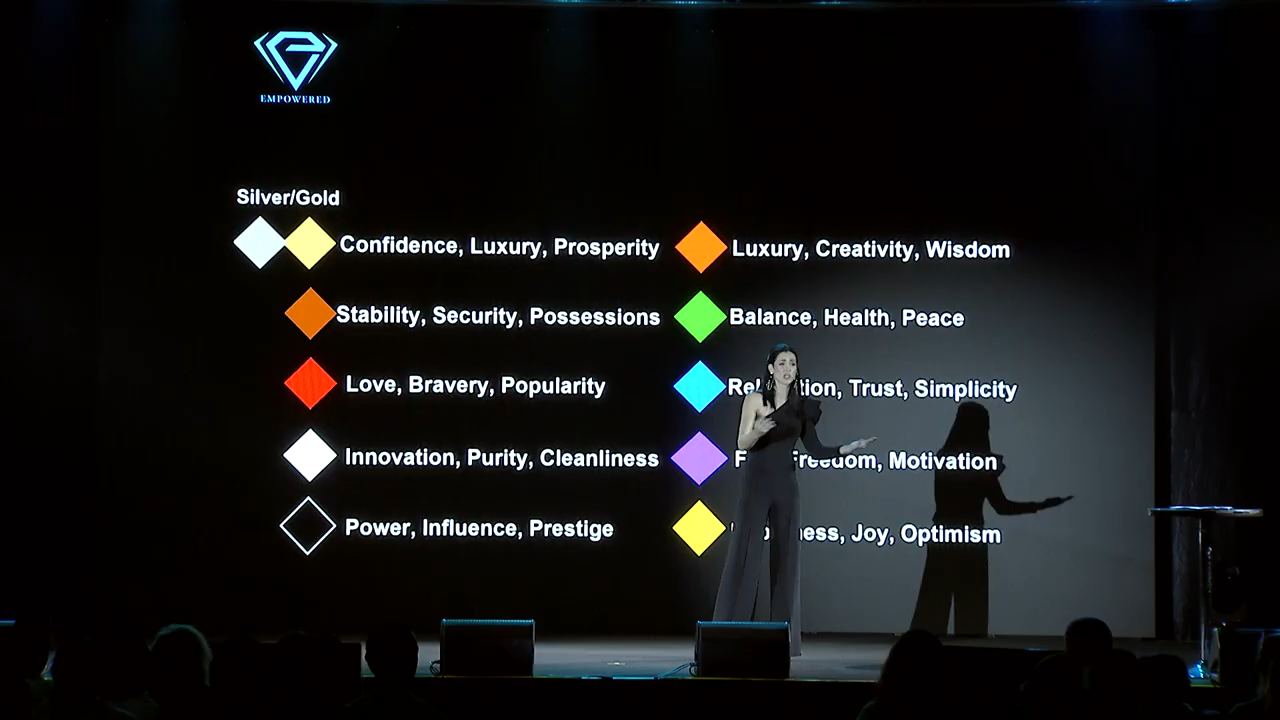 EMPOWERED
Silver/Gold
Confidence, Luxury, Prosperity
Stability, Security, Possessions
Love, Bravery, Popularity
Innovation, Purity, Cleanliness
Power, Influence, Prestige
Luxury, Creativity, Wisdom
Balance, Health, Peace
Trust, Simplicity
Freedom, Motivation
Joy, Optimism